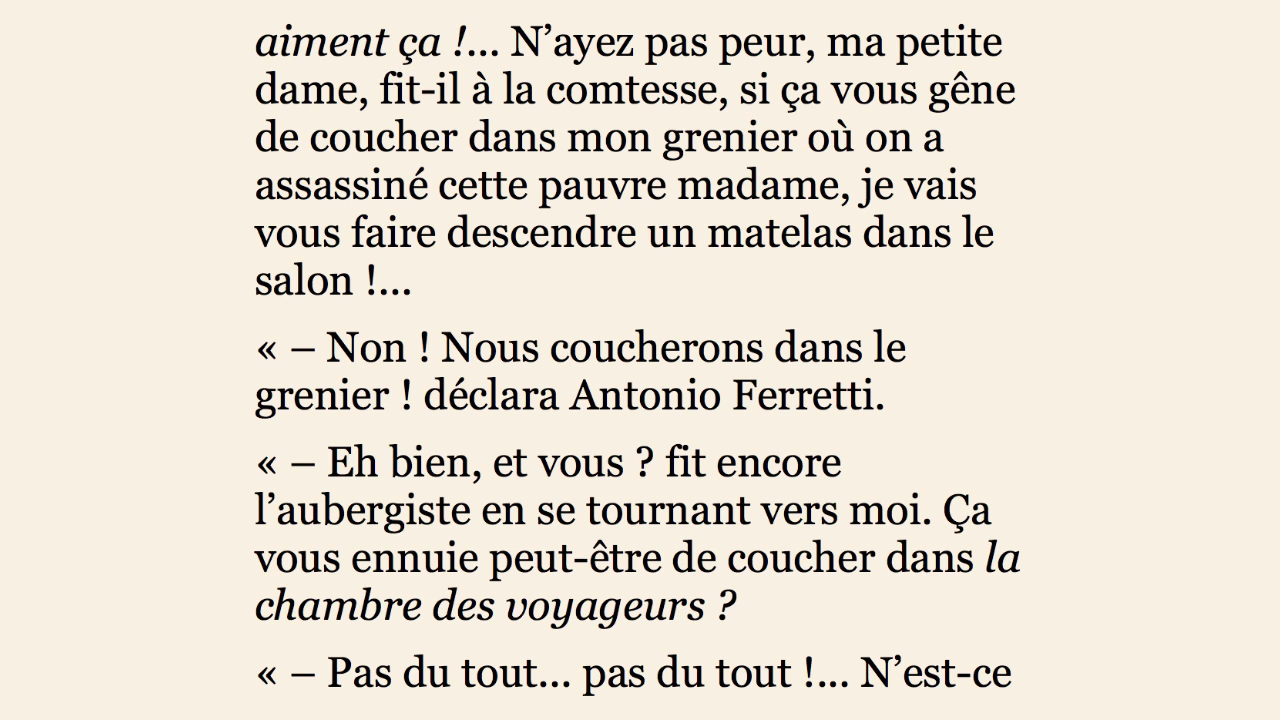 aiment ça !... N’ayez pas peur, ma petite
dame, fit-il à la comtesse, si ça vous gêne
de coucher dans mon grenier où on a
assassiné cette pauvre madame, je vais
vous faire descendre un matelas dans le
salon !...
« – Non ! Nous coucherons dans le
grenier ! déclara Antonio Ferretti.
« – Eh bien, et vous ? fit encore
l’aubergiste en se tournant vers moi. Ça
vous ennuie peut-être de coucher dans la
chambre des voyageurs ?
« – Pas du tout... pas du tout !... N’est-ce